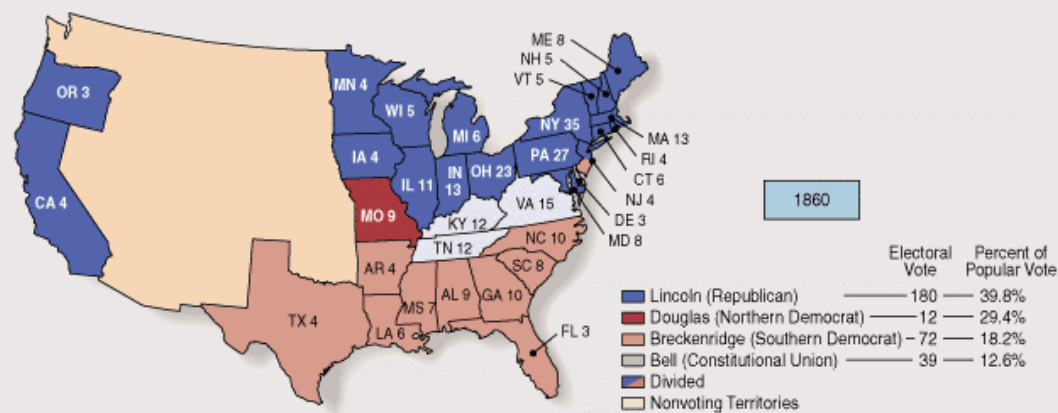 ME 8
NH 5
VT 5
OR 3
MN 4
WI 5
MI 6
NY 35
MA 13
RI 4
CT 6
NJ 4
DE 3
MD 8
IA 4
PA 27
IL 11
IN
13
OH 23
CA 4
MO 9
KY 12
VA 15
TN 12
NC 10
AR 4
SC 8
MS 7
AL 9
GA 10
TX 4
LA 6
FL 3
1860
Electoral Percent of
Vote Popular Vote
Lincoln (Republican) 180 39.8%
Douglas (Northern Democrat) 12 29.4%
Breckenridge (Southern Democrat) 72 18.2%
Bell (Constitutional Union) 39 12.6%
Divided
Nonvoting Territories